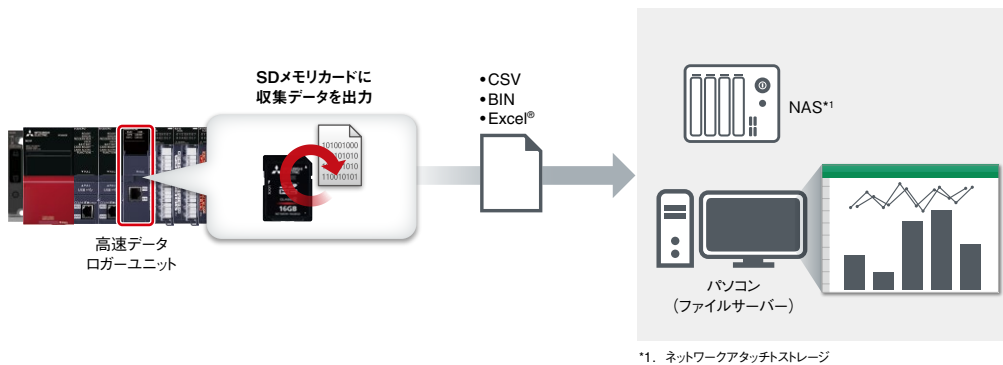 SDメモリカードに
収集データを出力
•CSV
•BIN
•Excel®
NAS*1
101001000
110010101
16GB
高速データ
ロガーユニット
パソコン
（ファイルサーバー）
*1. ネットワークアタッチトストレージ